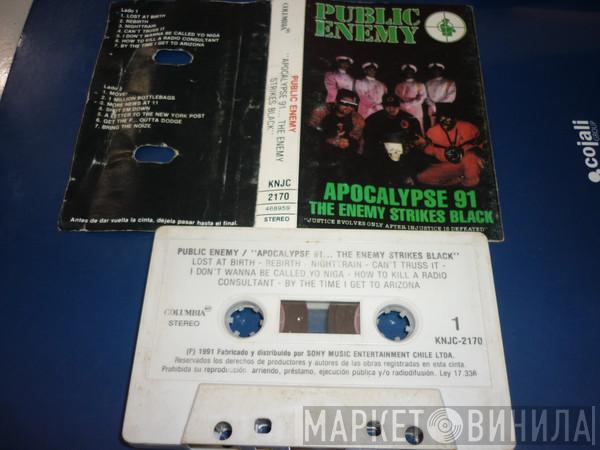 Lado 1
1. LOST AT BIRTH
2. REBIRTH
3. NIGHTTRAIN
4. CAN'T TRUSS IT
5. I DON'T WANNA BE CALLED YO NIGA
6. HOW TO KILL A RADIO CONSULTANT
7. BY THE TIME I GET TO ARIZONA
Lado 2
1. MOVE!
2. 1 MILLION BOTTLEBAGS
3. MORE NEWS AT 11
4. SHUT EM DOWN
5. A LETTER TO THE NEW YORK POST
6. GET THE F... OUTTA DODGE
7. BRING THE NOIZE
Antes de dar vuelta la cinta, déjela pasar hasta el final.
COLUMBIA
PUBLIC ENEMY
"APOCALYPSE 91... THE ENEMY
STRIKES BLACK"
KNJC
2170
468959
STEREO
PUBLIC
ENEMY
APOCALYPSE 91
THE ENEMY STRIKES BLACK
"JUSTICE EVOLVES ONLY AFTER INJUSTICE IS DEFEATED"
.cojali
GROUP
PUBLIC ENEMY / "APOCALYPSE 91... THE ENEMY STRIKES BLACK"
LOST AT BIRTH - REBIRTH - NIGHTTRAIN - CAN'T TRUSS IT -
I DON'T WANNA BE CALLED YO NIGA - HOW TO KILL A RADIO
CONSULTANT - BY THE TIME I GET TO ARIZONA
COLUMBIA
STEREO
1
KNJC-2170
(P) 1991 Fabricado y distribuido por SONY MUSIC ENTERTAINMENT CHILE LTDA.
Reservados los derechos de productores y autores de las obras registradas en esta cinta.
Prohibida su reproducción, arriendo, préstamo, ejecución pública y/o radiodifusión. Ley 17.336
МАРКЕТ ВИНИЛА